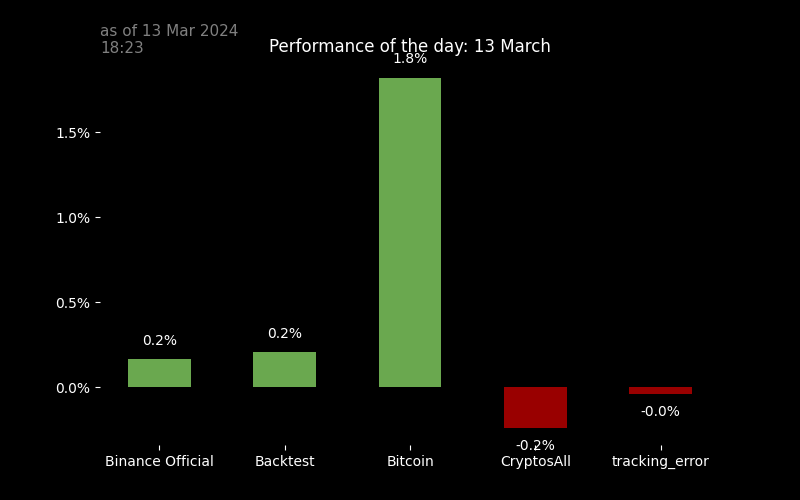 as of 13 Mar 2024
18:23
Performance of the day: 13 March
1.8%
1.5%
1.0%
0.5%
0.2%
0.2%
0.0%
-0.0%
-0.2%
Binance Official
Backtest
Bitcoin
CryptosAll
tracking_error